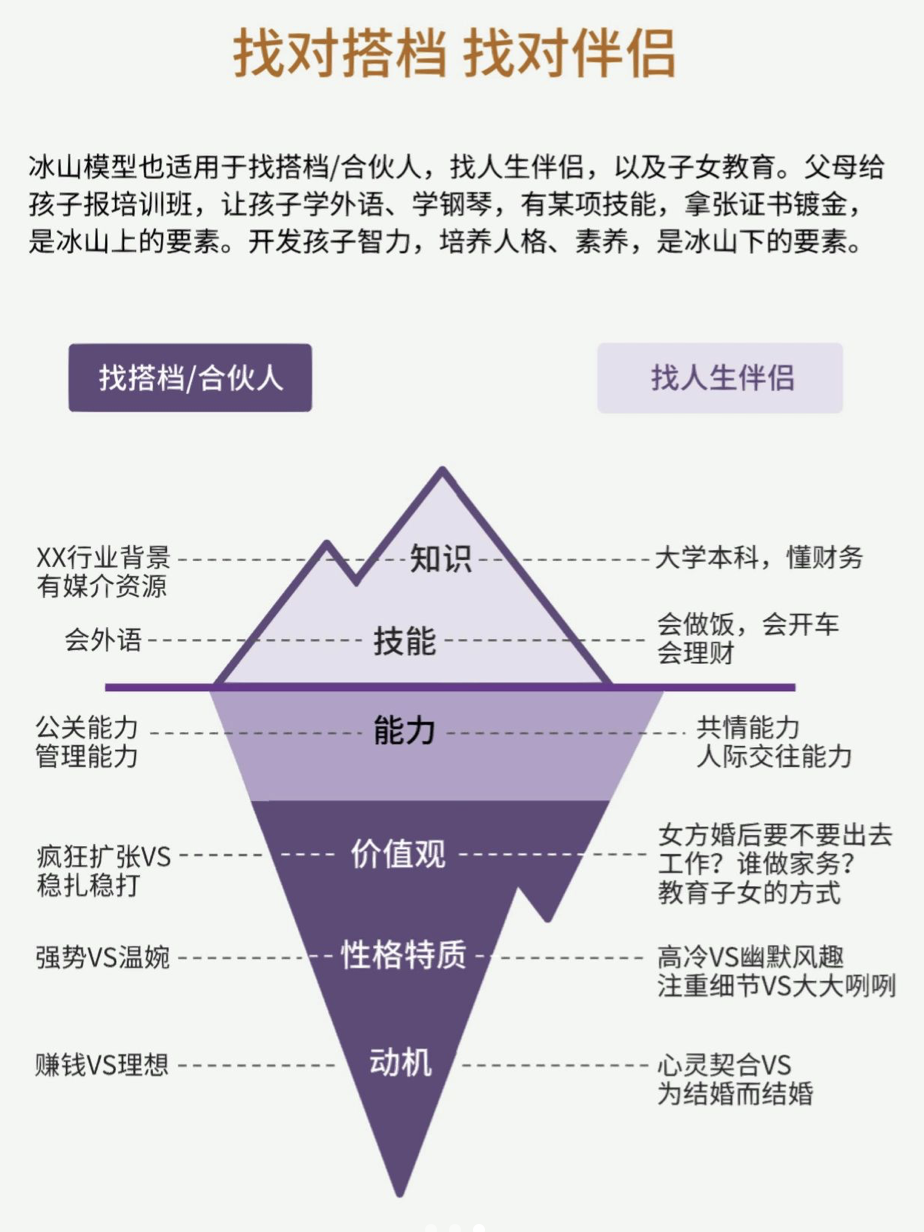 找对搭档 找对伴侣
冰山模型也适用于找搭档/合伙人，找人生伴侣，以及子女教育。父母给
孩子报培训班，让孩子学外语、学钢琴，有某项技能，拿张证书镀金，
是冰山上的要素。开发孩子智力，培养人格、素养，是冰山下的要素。
找搭档/合伙人
找人生伴侣
XX行业背景
有媒介资源
知识
大学本科，懂财务
会外语
技能
会做饭，会开车
会理财
公关能力
管理能力
能力
共情能力
人际交往能力
疯狂扩张VS
稳扎稳打
价值观
女方婚后要不要出去
工作？谁做家务？
教育子女的方式
强势VS温婉
性格特质
高冷VS幽默风趣
注重细节VS大大咧咧
赚钱VS理想
动机
心灵契合VS
为结婚而结婚